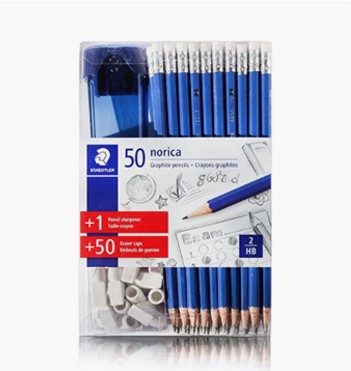 STAEDTLER
50 norica
Graphite pencils • Crayons graphites
+1 Pencil sharpener
Taille-crayon
+50 Eraser caps
Embouts de gomme
Exam
2
HB